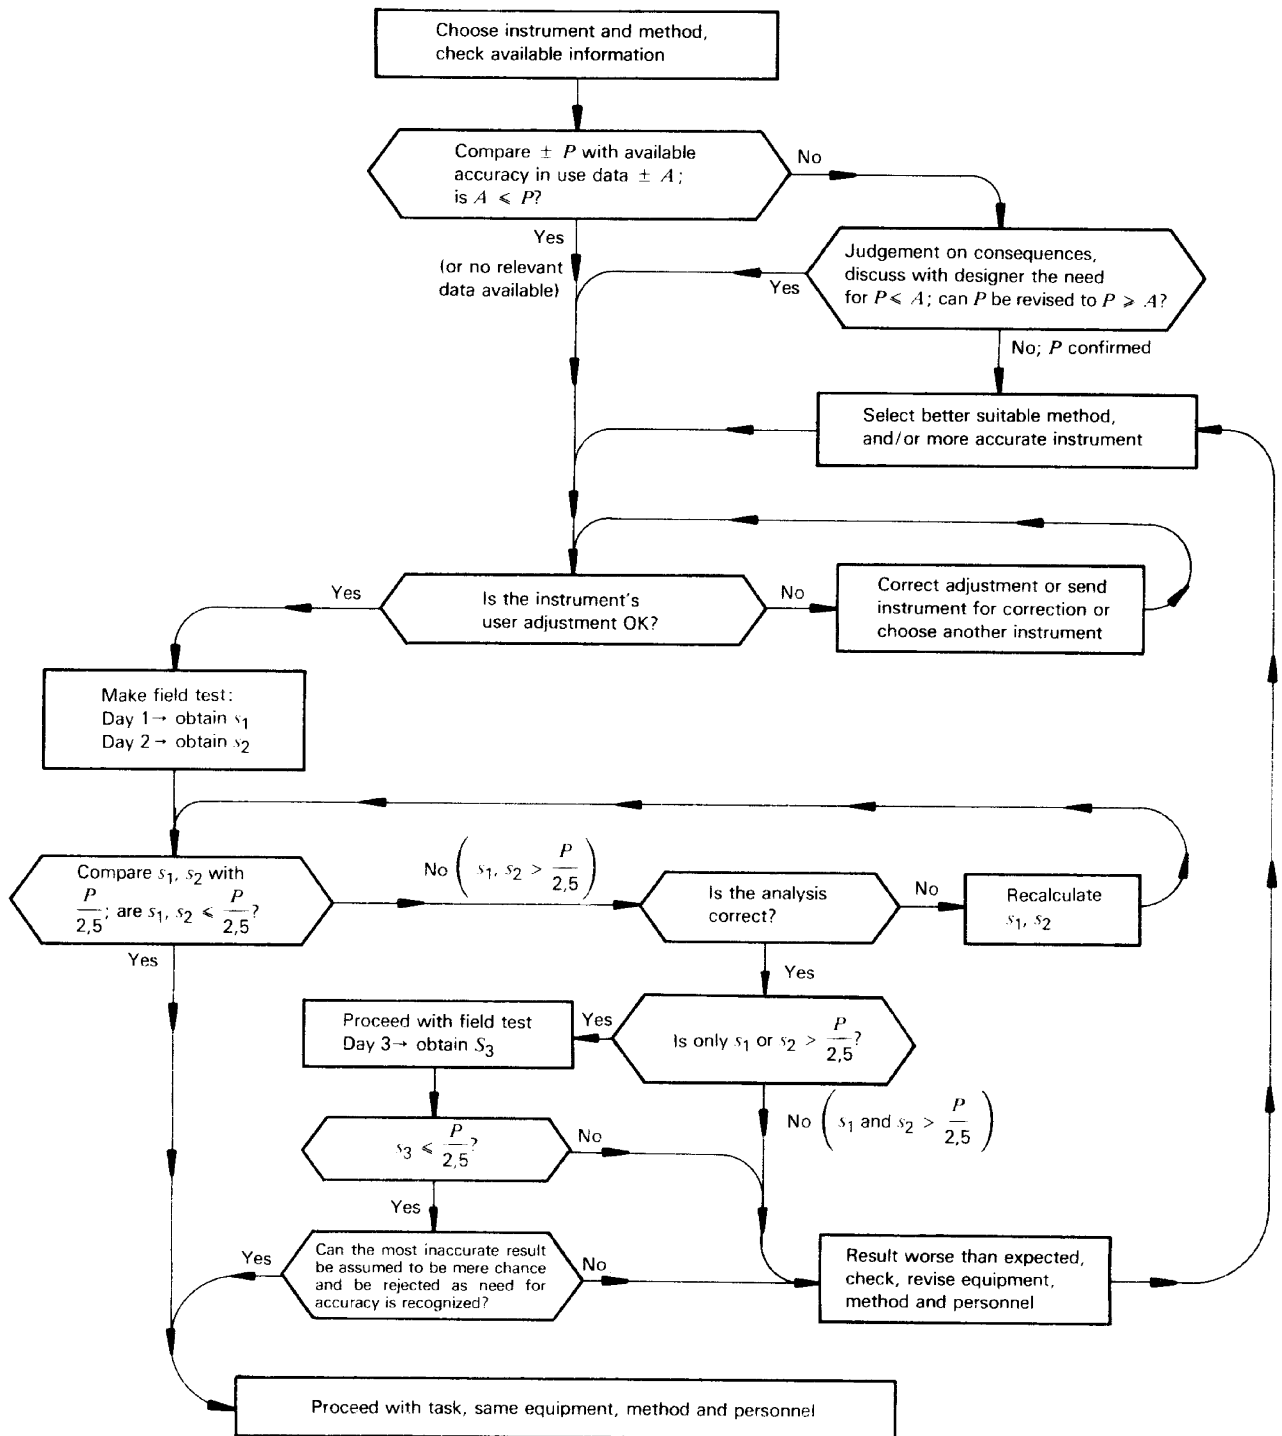 Choose instrument and method,
check available information
Compare ± P with available
accuracy in use data ± A;
is A ⩽ P?
No
Yes
(or no relevant
data available)
Judgement on consequences,
discuss with designer the need
for P ⩽ A; can P be revised to P ⩾ A?
Yes
No; P confirmed
Select better suitable method,
and/or more accurate instrument
Is the instrument's
user adjustment OK?
Yes
No
Correct adjustment or send
instrument for correction or
choose another instrument
Make field test:
Day 1→ obtain s1
Day 2→ obtain s2
Compare s1, s2 with
P/2,5; are s1, s2 ⩽ P/2,5?
No (s1, s2 > P/2,5)
Yes
Is the analysis
correct?
No
Recalculate
s1, s2
Yes
Is only s1 or s2 > P/2,5?
Yes
Proceed with field test
Day 3→ obtain S3
No (s1 and s2 > P/2,5)
s3 ⩽ P/2,5?
No
Yes
Can the most inaccurate result
be assumed to be mere chance
and be rejected as need for
accuracy is recognized?
Yes
No
Result worse than expected,
check, revise equipment,
method and personnel
Proceed with task, same equipment, method and personnel